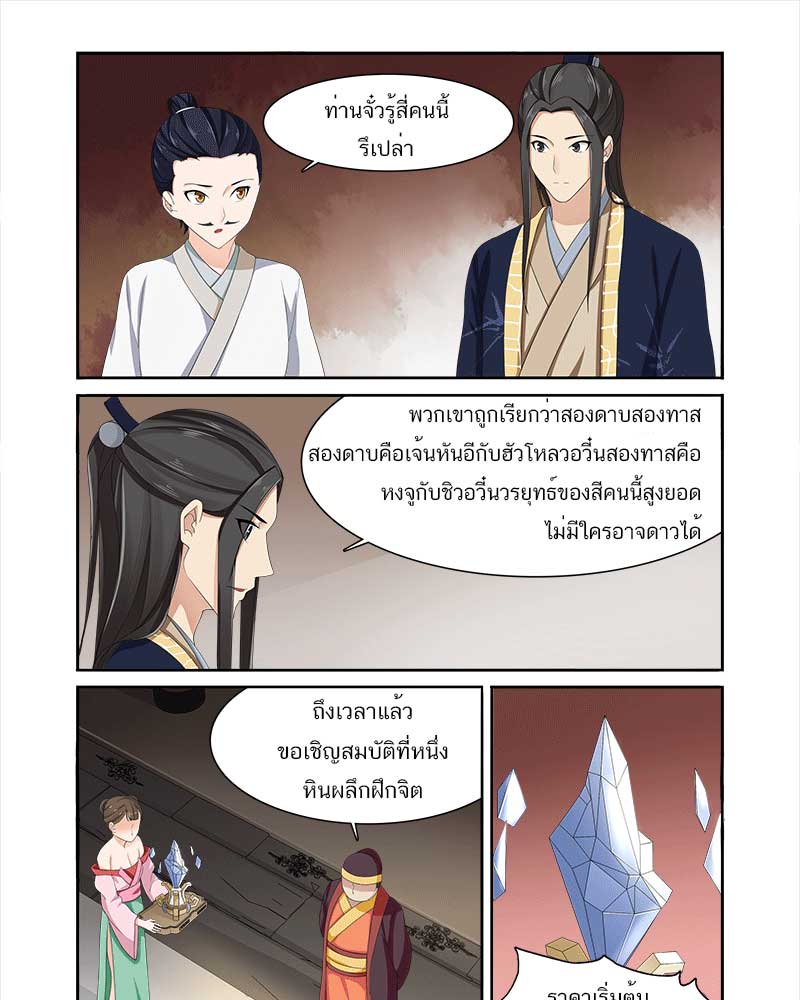 ท่านจั๋วรู้สี่คนนี้
รึเปล่า
พวกเขาถูกเรียกว่าสองดาบสองทาส
สองดาบคือเจ้นหันอีกับฮัวโหลวอวี๋นสองทาสคือ
หงจูกับชิวอวี๋นวรยุทธ์ของสีคนนี้สูงยอด
ไม่มีใครอาจดาวได้
ถึงเวลาแล้ว
ขอเชิญสมบัติที่หนึ่ง
หินผลึกฝึกจิต
ราคาเริ่มต้น